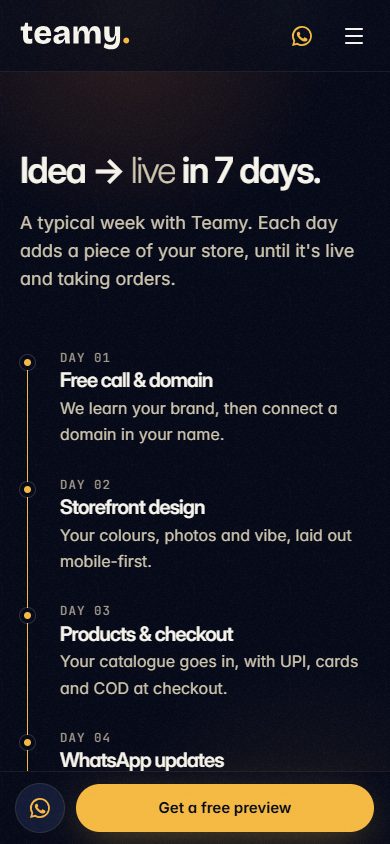 teamy.
Idea → live in 7 days.
A typical week with Teamy. Each day
adds a piece of your store, until it's live
and taking orders.
DAY 01
Free call & domain
We learn your brand, then connect a
domain in your name.
DAY 02
Storefront design
Your colours, photos and vibe, laid out
mobile-first.
DAY 03
Products & checkout
Your catalogue goes in, with UPI, cards
and COD at checkout.
DAY 04
WhatsApp updates
Get a free preview